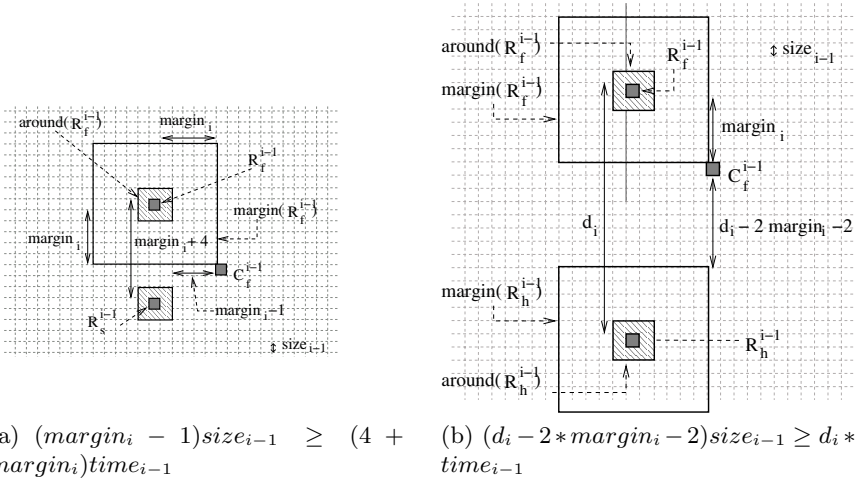 around(R_f^{i−1})
margin_i
R_f^{i−1}
margin(R_f^{i−1})
margin_i
margin_i + 4
C_f^{i−1}
margin_i−1
R_s^{i−1}
size_{i−1}
a) (margin_i − 1)size_{i−1} ≥ (4 +
margin_i)time_{i−1}
around(R_f^{i−1})
R_f^{i−1}
size_{i−1}
margin(R_f^{i−1})
margin_i
C_f^{i−1}
d_i
d_i − 2 margin_i −2
margin(R_h^{i−1})
R_h^{i−1}
around(R_h^{i−1})
(b) (d_i − 2 ∗ margin_i − 2)size_{i−1} ≥ d_i ∗
time_{i−1}